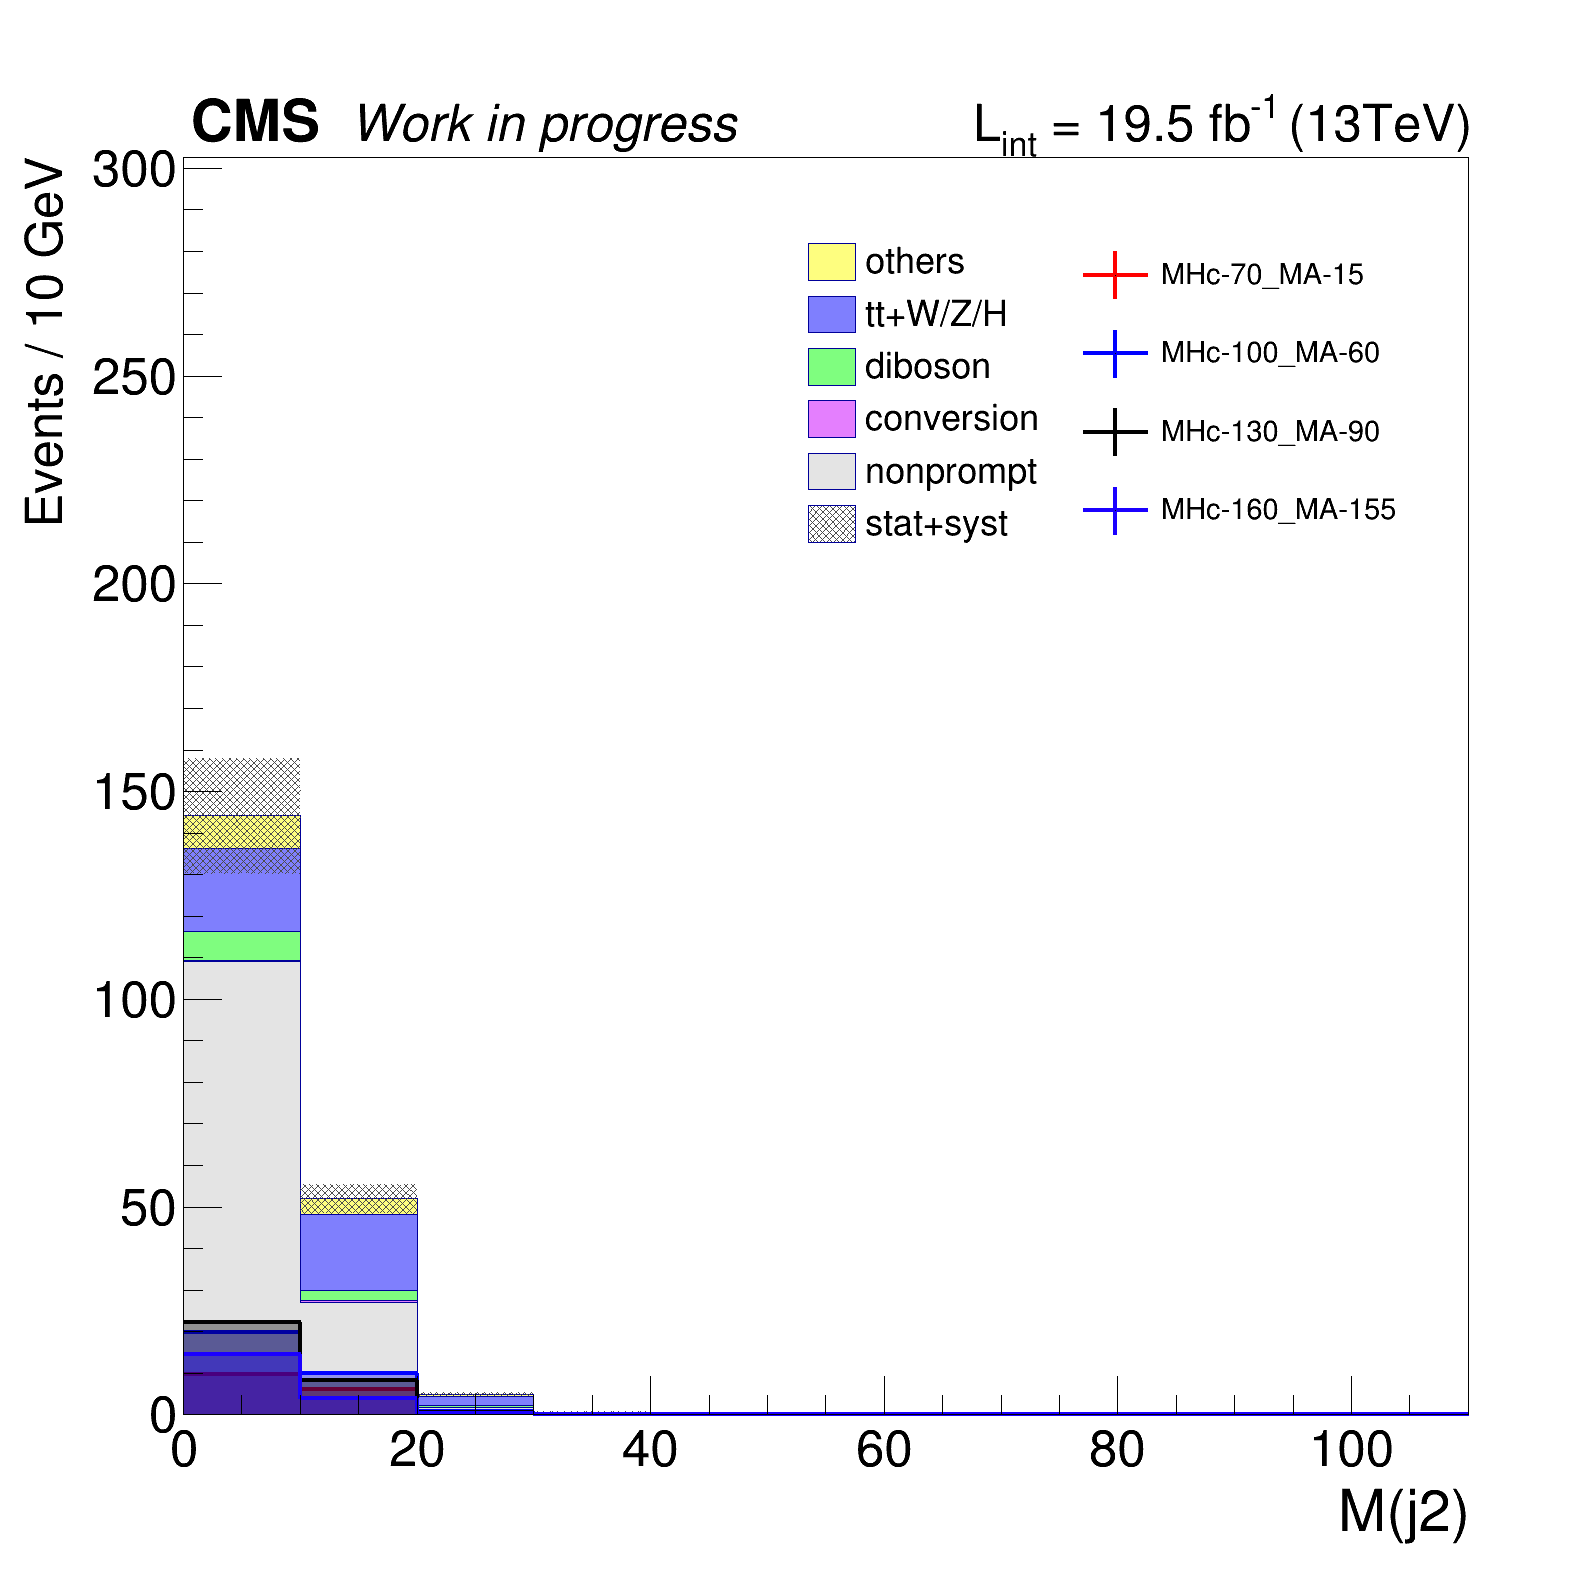 CMS Work in progress
L_int = 19.5 fb^-1 (13TeV)
Events / 10 GeV
300
250
200
150
100
50
0
others
tt+W/Z/H
diboson
conversion
nonprompt
stat+syst
MHc-70_MA-15
MHc-100_MA-60
MHc-130_MA-90
MHc-160_MA-155
0 20 40 60 80 100
M(j2)